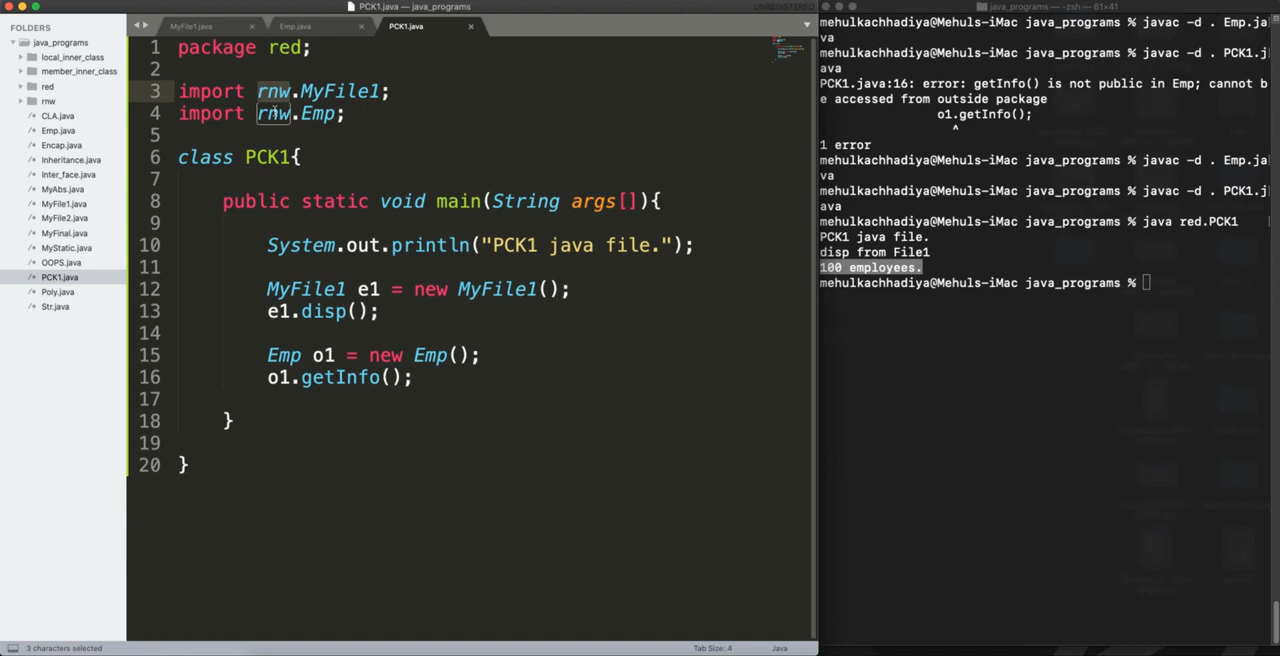 PCK1.java — java_programs
UNREGISTERED
FOLDERS
java_programs
local_inner_class
member_inner_class
red
rnw
CLA.java
Emp.java
Encap.java
Inheritance.java
Inter_face.java
MyAbs.java
MyFile1.java
MyFile2.java
MyFinal.java
MyStatic.java
OOPS.java
PCK1.java
Poly.java
Str.java
MyFile1.java × Emp.java × PCK1.java ×
1 package red;
2
3 import rnw.MyFile1;
4 import rnw.Emp;
5
6 class PCK1{
7
8 public static void main(String args[]){
9
10 System.out.println("PCK1 java file.");
11
12 MyFile1 e1 = new MyFile1();
13 e1.disp();
14
15 Emp o1 = new Emp();
16 o1.getInfo();
17
18 }
19
20 }
3 characters selected
Tab Size: 4
Java
java_programs — -zsh — 61×41
mehulkachhadiya@Mehuls-iMac java_programs % javac -d . Emp.ja
va
mehulkachhadiya@Mehuls-iMac java_programs % javac -d . PCK1.j
ava
PCK1.java:16: error: getInfo() is not public in Emp; cannot b
e accessed from outside package
o1.getInfo();
^
1 error
mehulkachhadiya@Mehuls-iMac java_programs % javac -d . Emp.ja
va
mehulkachhadiya@Mehuls-iMac java_programs % javac -d . PCK1.j
ava
mehulkachhadiya@Mehuls-iMac java_programs % java red.PCK1
PCK1 java file.
disp from File1
100 employees.
mehulkachhadiya@Mehuls-iMac java_programs %